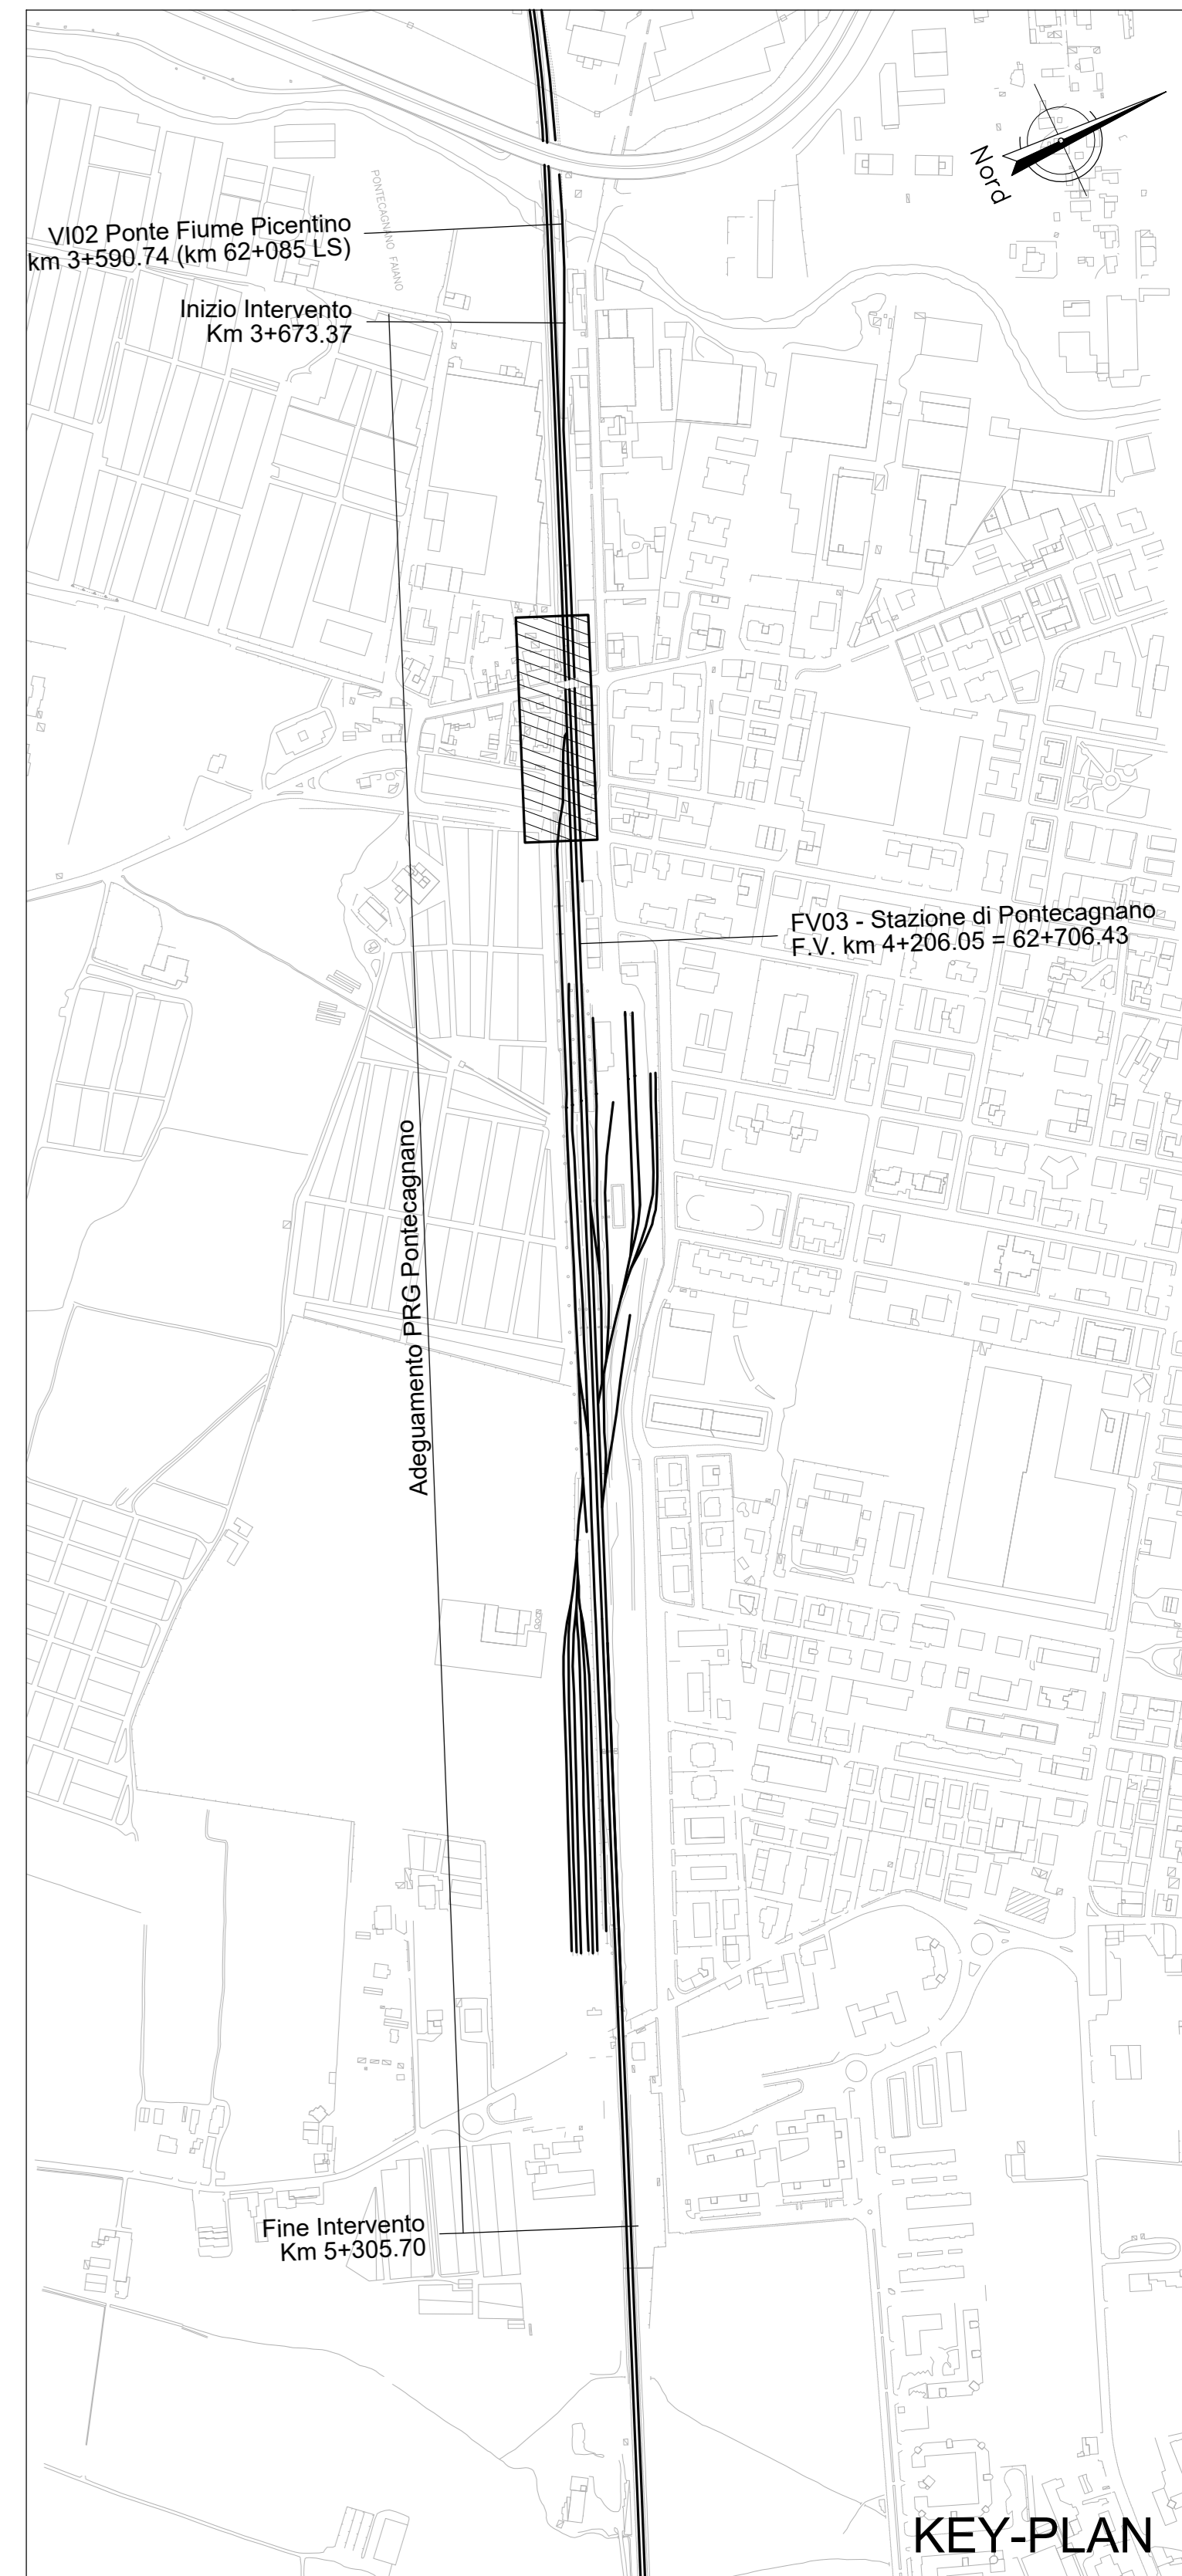 Nord
PONTECAGNANO FAIANO
VI02 Ponte Fiume Picentino
km 3+590.74 (km 62+085 LS)
Inizio Intervento
Km 3+673.37
FV03 - Stazione di Pontecagnano
F.V. km 4+206.05 = 62+706.43
Adeguamento PRG Pontecagnano
Fine Intervento
Km 5+305.70
KEY-PLAN